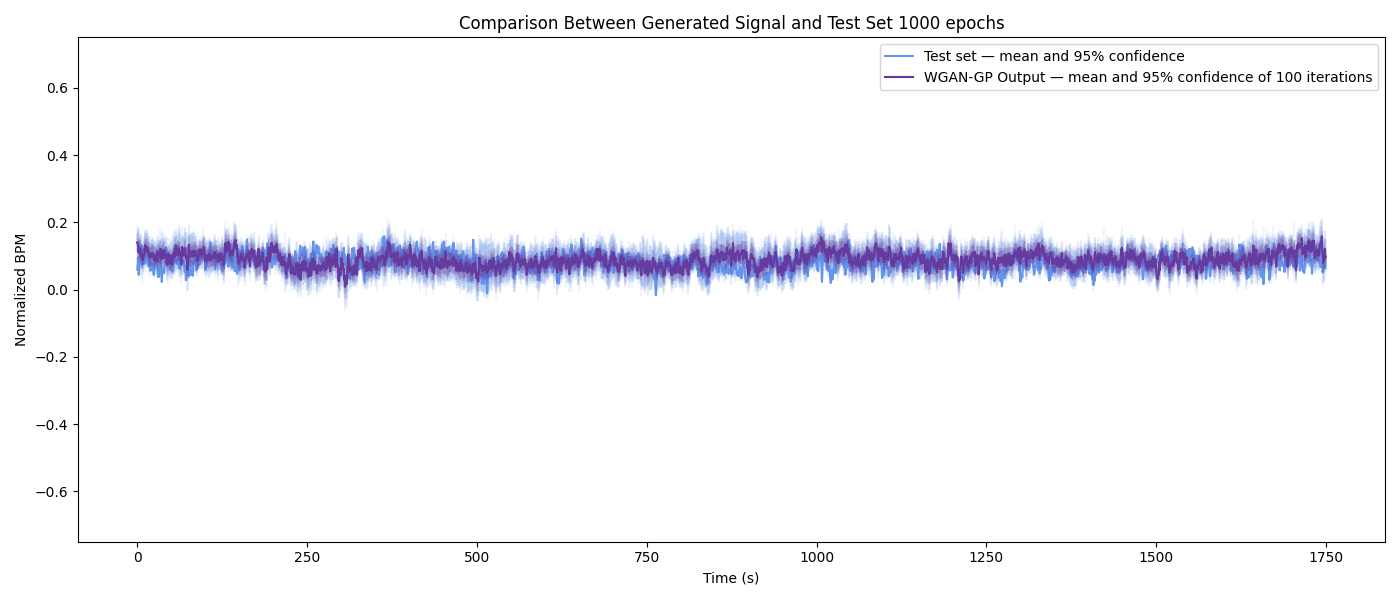 Comparison Between Generated Signal and Test Set 1000 epochs
Test set — mean and 95% confidence
WGAN-GP Output — mean and 95% confidence of 100 iterations
Normalized BPM
0.6
0.4
0.2
0.0
−0.2
−0.4
−0.6
0 250 500 750 1000 1250 1500 1750
Time (s)